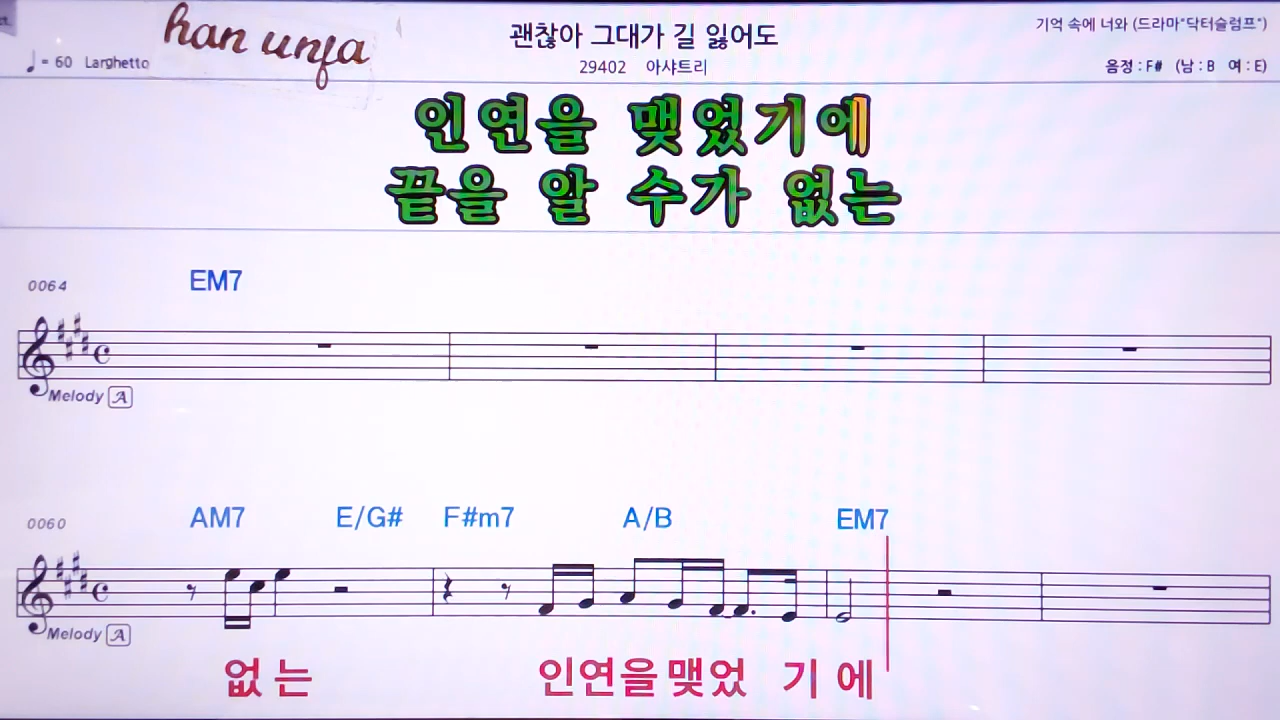 ct.
han unja
괜찮아 그대가 길 잃어도
기억 속에 너와 (드라마"닥터슬럼프")
♩ = 60 Larghetto
29402 아샤트리
음정 : F# (남 : B 여 : E)
인연을 맺었기에
끝을 알 수가 없는
0064 EM7
Melody A
0060 AM7 E/G# F#m7 A/B EM7
Melody A
없 는 인연을 맺었 기 에